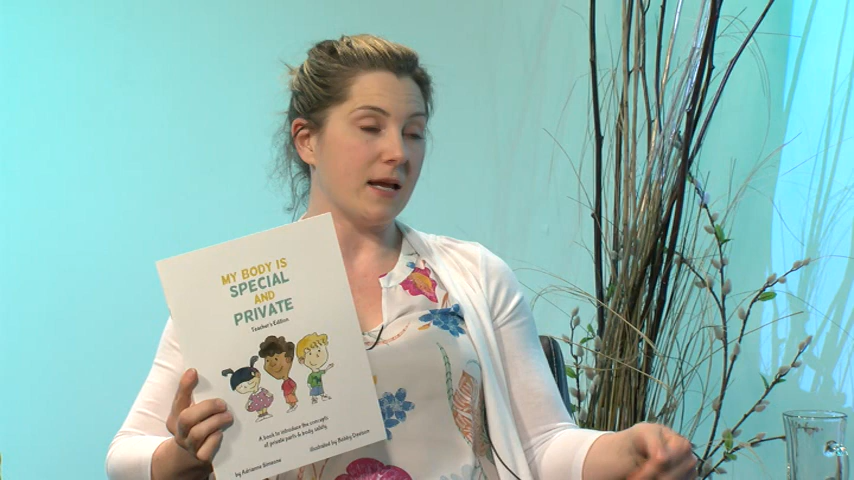 MY BODY IS
SPECIAL
AND
PRIVATE
Teacher's Edition
A book to introduce the concepts
of private parts & body safety
by Adrianne Simeone
illustrated by Bobby Davison